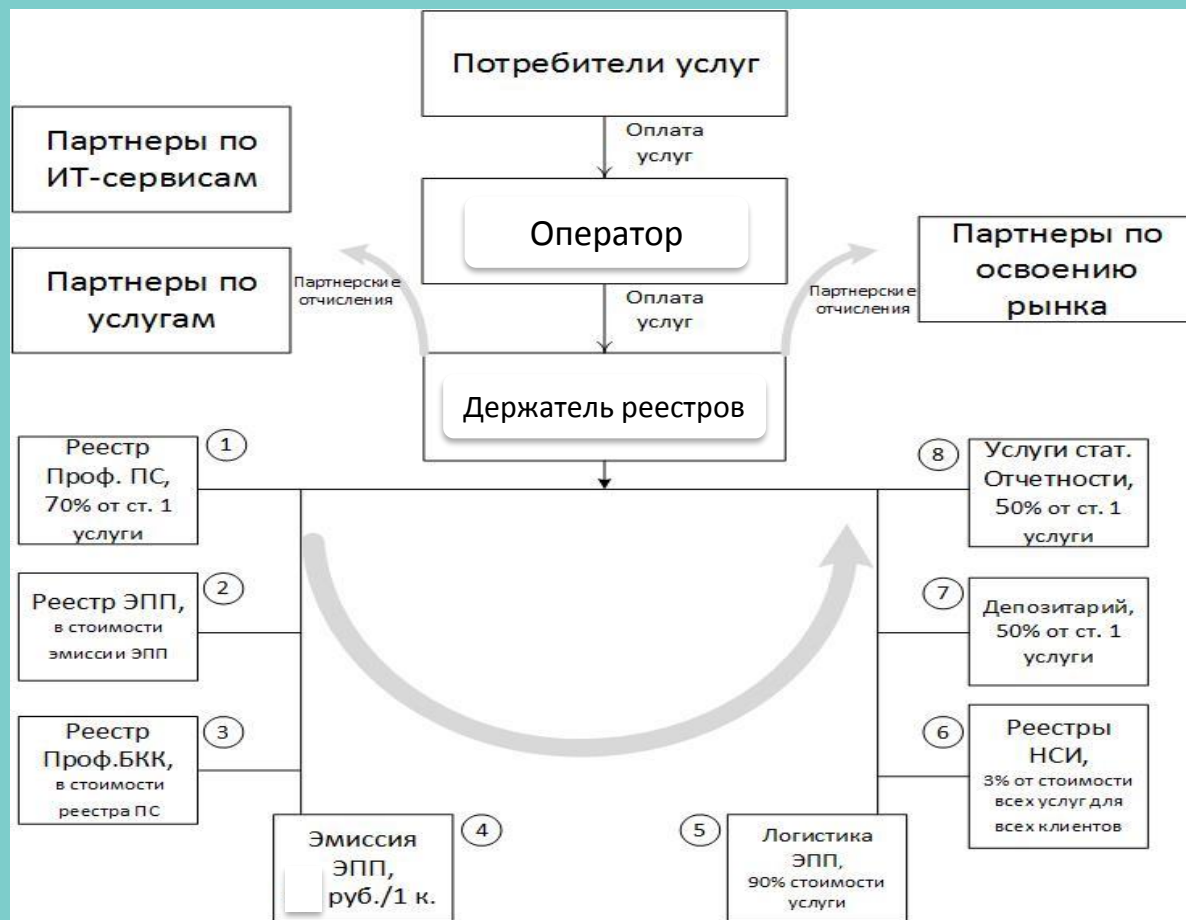 Потребители услуг
Оплата
услуг
Партнеры по
ИТ-сервисам
Оператор
Партнеры по
услугам
Партнерские
отчисления
Оплата
услуг
Партнерские
отчисления
Партнеры по
освоению
рынка
Держатель реестров
Реестр
Проф. ПС,
70% от ст. 1
услуги
1
Реестр ЭПП,
в стоимости
эмиссии ЭПП
2
Реестр
Проф.БКК,
в стоимости
реестра ПС
3
Эмиссия
ЭПП,
руб./1 к.
4
5
Логистика
ЭПП,
90% стоимости
услуги
6
Реестры
НСИ,
3% от стоимости
всех услуг для
всех клиентов
7
Депозитарий,
50% от ст. 1
услуги
8
Услуги стат.
Отчетности,
50% от ст. 1
услуги